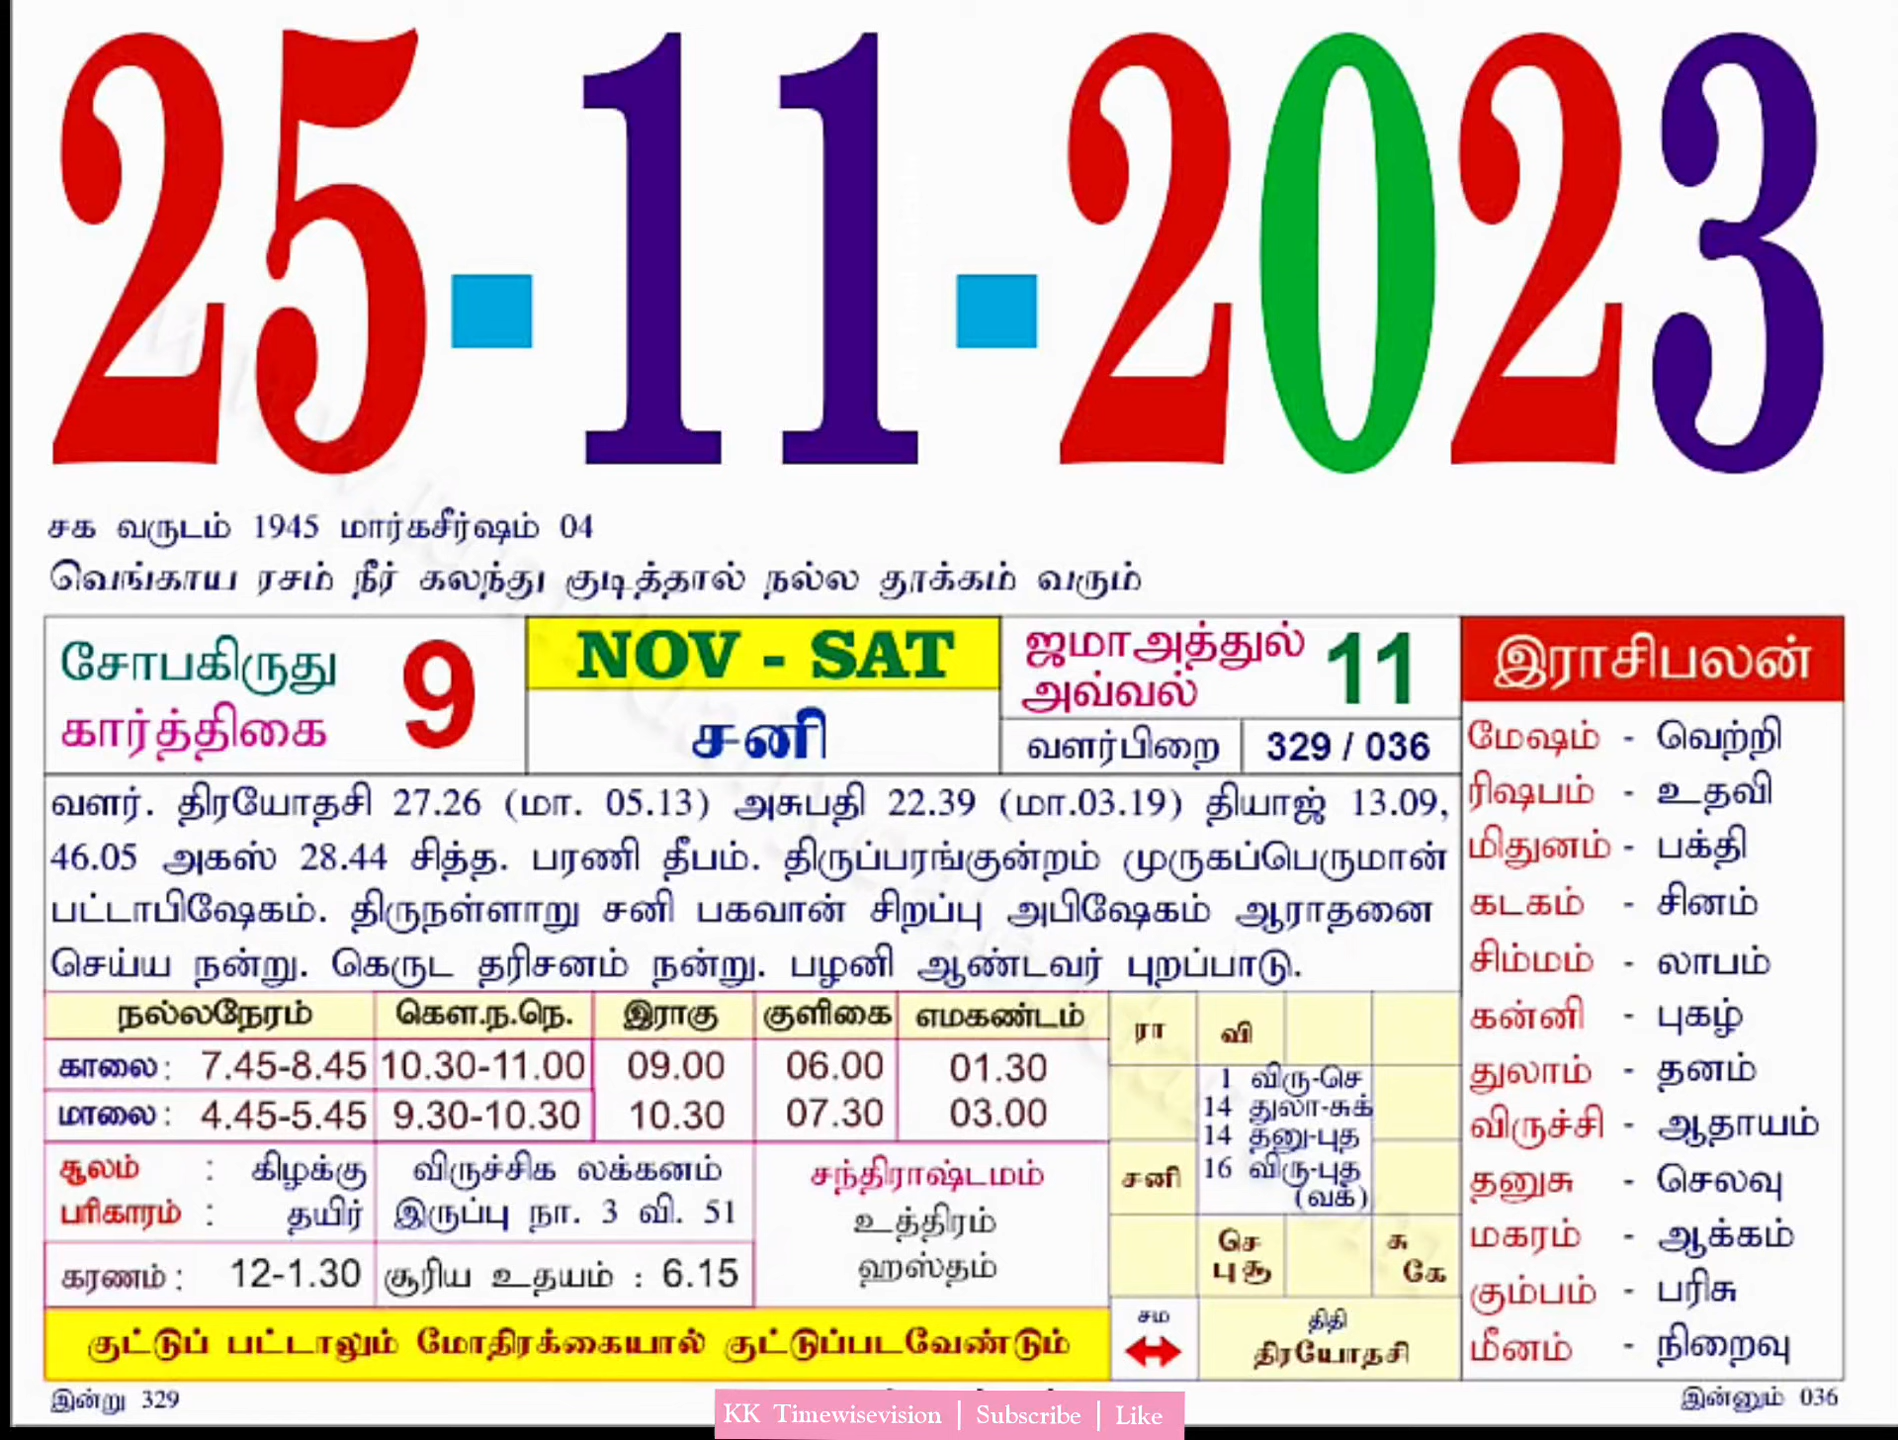 25-11-2023
சக வருடம் 1945 மார்கசீர்ஷம் 04
வெங்காய ரசம் நீர் கலந்து குடித்தால் நல்ல தூக்கம் வரும்
சோபகிருது
கார்த்திகை
9
NOV - SAT
சனி
ஜமாஅத்துல்
அவ்வல்
11
வளர்பிறை 329 / 036
வளர். திரயோதசி 27.26 (மா. 05.13) அசுபதி 22.39 (மா.03.19) தியாஜ் 13.09,
46.05 அகஸ் 28.44 சித்த. பரணி தீபம். திருப்பரங்குன்றம் முருகப்பெருமான்
பட்டாபிஷேகம். திருநள்ளாறு சனி பகவான் சிறப்பு அபிஷேகம் ஆராதனை
செய்ய நன்று. கெருட தரிசனம் நன்று. பழனி ஆண்டவர் புறப்பாடு.
நல்லநேரம் கௌ.ந.நெ. இராகு குளிகை எமகண்டம்
காலை : 7.45-8.45 10.30-11.00 09.00 06.00 01.30
மாலை : 4.45-5.45 9.30-10.30 10.30 07.30 03.00
சூலம் : கிழக்கு
பரிகாரம் : தயிர்
விருச்சிக லக்கனம்
இருப்பு நா. 3 வி. 51
சந்திராஷ்டமம்
உத்திரம்
ஹஸ்தம்
கரணம் : 12-1.30 சூரிய உதயம் : 6.15
குட்டுப் பட்டாலும் மோதிரக்கையால் குட்டுப்படவேண்டும்
ரா வி
1 விரு-செ
14 துலா-சுக்
14 தனு-புத
16 விரு-புத
(வக்)
சனி
செ
பு சூ
சு
கே
சம
திதி
திரயோதசி
இராசிபலன்
மேஷம் - வெற்றி
ரிஷபம் - உதவி
மிதுனம் - பக்தி
கடகம் - சினம்
சிம்மம் - லாபம்
கன்னி - புகழ்
துலாம் - தனம்
விருச்சி - ஆதாயம்
தனுசு - செலவு
மகரம் - ஆக்கம்
கும்பம் - பரிசு
மீனம் - நிறைவு
இன்று 329
இன்னும் 036
KK Timewisevision | Subscribe | Like